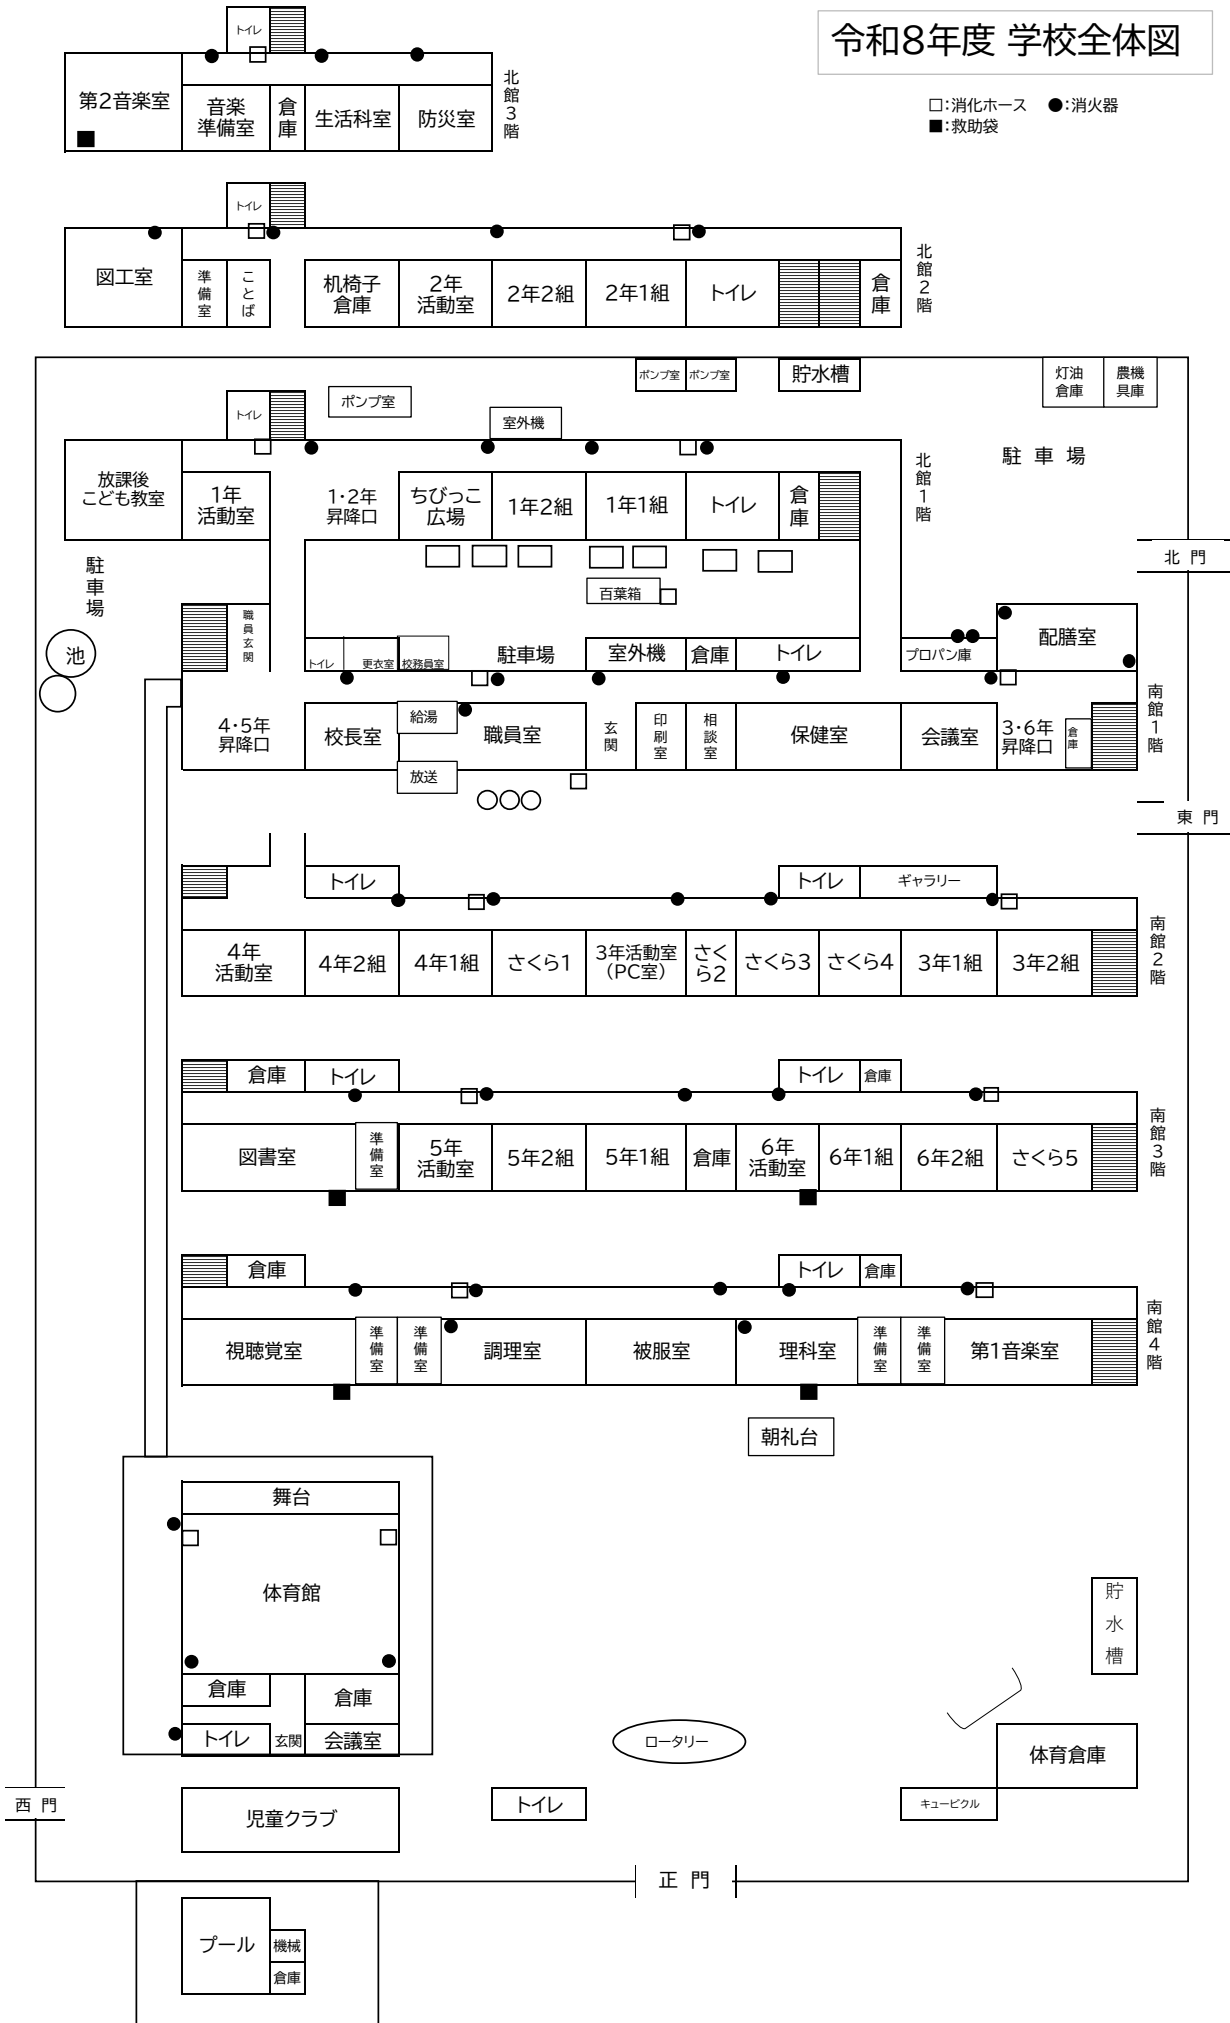 令和8年度 学校全体図
□:消化ホース ●:消火器
■:救助袋
トイレ
第2音楽室
音楽
準備室
倉庫
生活科室
防災室
北館3階
トイレ
図工室
準備室
ことば
机椅子
倉庫
2年
活動室
2年2組
2年1組
トイレ
倉庫
北館2階
ポンプ室
ポンプ室
貯水槽
灯油
倉庫
農機
具庫
トイレ
ポンプ室
室外機
駐車場
放課後
こども教室
1年
活動室
1・2年
昇降口
ちびっこ
広場
1年2組
1年1組
トイレ
倉庫
北館1階
北門
駐車場
百葉箱
職員玄関
池
トイレ
更衣室
校務員室
駐車場
室外機
倉庫
トイレ
プロパン庫
配膳室
4・5年
昇降口
校長室
給湯
職員室
玄関
印刷室
相談室
保健室
会議室
3・6年
昇降口
倉庫
南館1階
放送
東門
トイレ
トイレ
ギャラリー
4年
活動室
4年2組
4年1組
さくら1
3年活動室
(PC室)
さく
ら2
さくら3
さくら4
3年1組
3年2組
南館2階
倉庫
トイレ
トイレ
倉庫
図書室
準備室
5年
活動室
5年2組
5年1組
倉庫
6年
活動室
6年1組
6年2組
さくら5
南館3階
倉庫
トイレ
倉庫
視聴覚室
準備室
準備室
調理室
被服室
理科室
準備室
準備室
第1音楽室
南館4階
朝礼台
舞台
体育館
貯水槽
倉庫
倉庫
トイレ
玄関
会議室
ロータリー
体育倉庫
西門
児童クラブ
トイレ
キュービクル
正門
プール
機械
倉庫